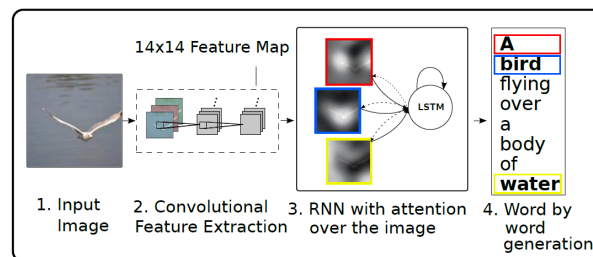 14x14 Feature Map
LSTM
A
bird
flying
over
a
body
of
water
1. Input
Image
2. Convolutional
Feature Extraction
3. RNN with attention
over the image
4. Word by
word
generation